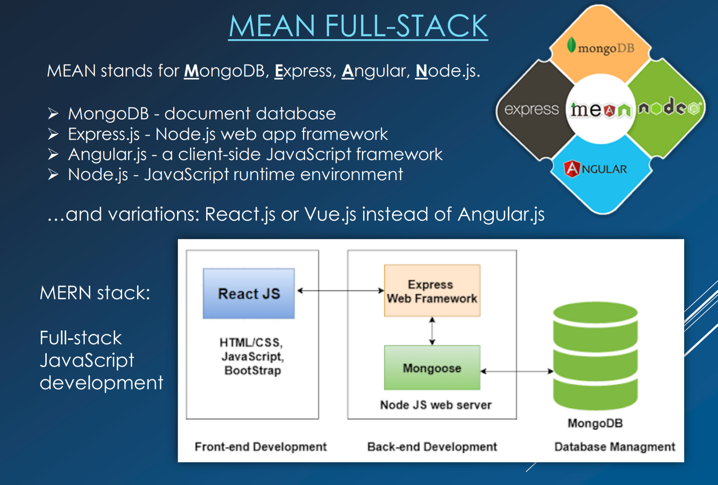 MEAN FULL-STACK
MEAN stands for MongoDB, Express, Angular, Node.js.
➢ MongoDB - document database
➢ Express.js - Node.js web app framework
➢ Angular.js - a client-side JavaScript framework
➢ Node.js - JavaScript runtime environment
...and variations: React.js or Vue.js instead of Angular.js
mongoDB
express
mean
node
ANGULAR
MERN stack:
Full-stack
JavaScript
development
React JS
HTML/CSS,
JavaScript,
BootStrap
Front-end Development
Express
Web Framework
Mongoose
Node JS web server
Back-end Development
MongoDB
Database Managment